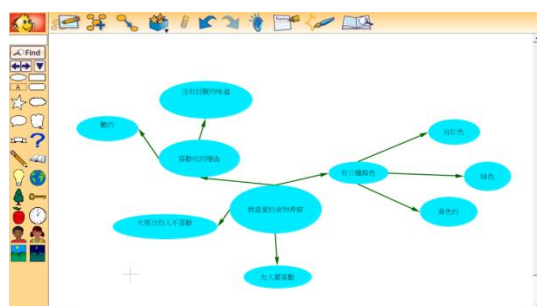 Find
A
沒有討厭的味道
脆的
喜歡吃的理由
有紅色
有三種顏色
綠色
黃色的
我最愛的食物青椒
大部分的人不喜歡
大人都喜歡